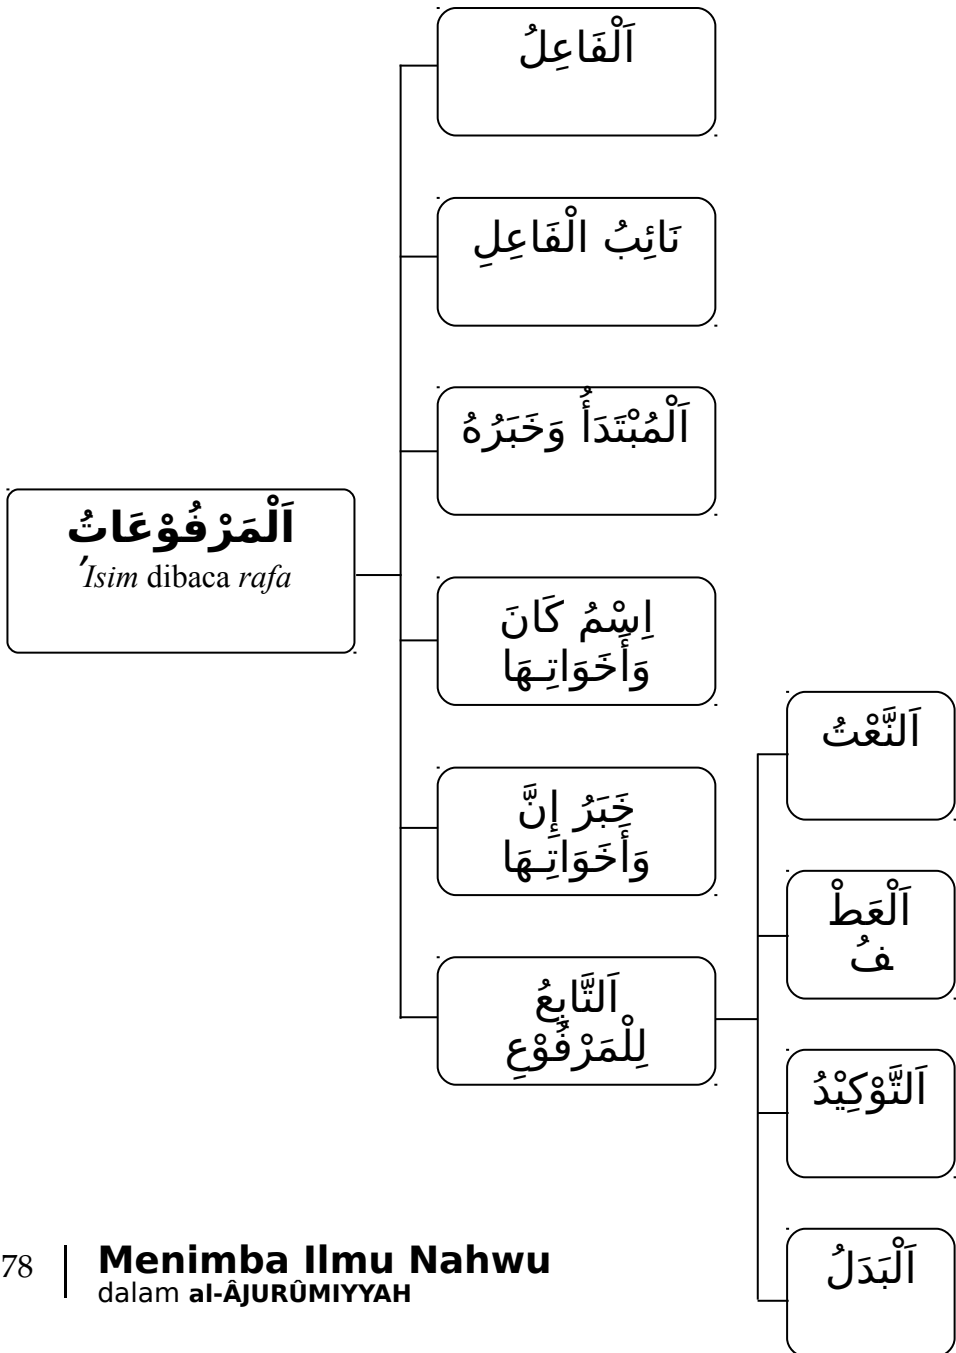 اَلْفَاعِلُ
نَائِبُ الْفَاعِلِ
اَلْمُبْتَدَأُ وَخَبَرُهُ
اَلْمَرْفُوْعَاتُ
'Isim dibaca rafa
اِسْمُ كَانَ
وَأَخَوَاتِـهَا
خَبَرُ إِنَّ
وَأَخَوَاتِـهَا
اَلتَّابِعُ
لِلْمَرْفُوْعِ
اَلنَّعْتُ
اَلْعَطْ
ـفُ
اَلتَّوْكِيْدُ
اَلْبَدَلُ
78
Menimba Ilmu Nahwu
dalam al-ÂJURÛMIYYAH